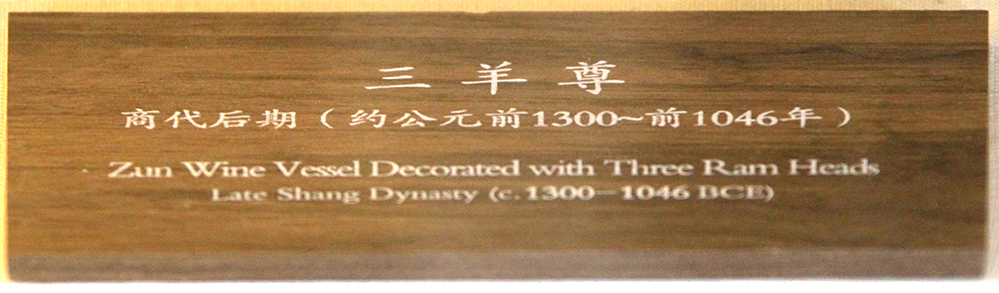 三羊尊
商代后期（约公元前1300~前1046年）
Zun Wine Vessel Decorated with Three Ram Heads
Late Shang Dynasty (c. 1300—1046 BCE)